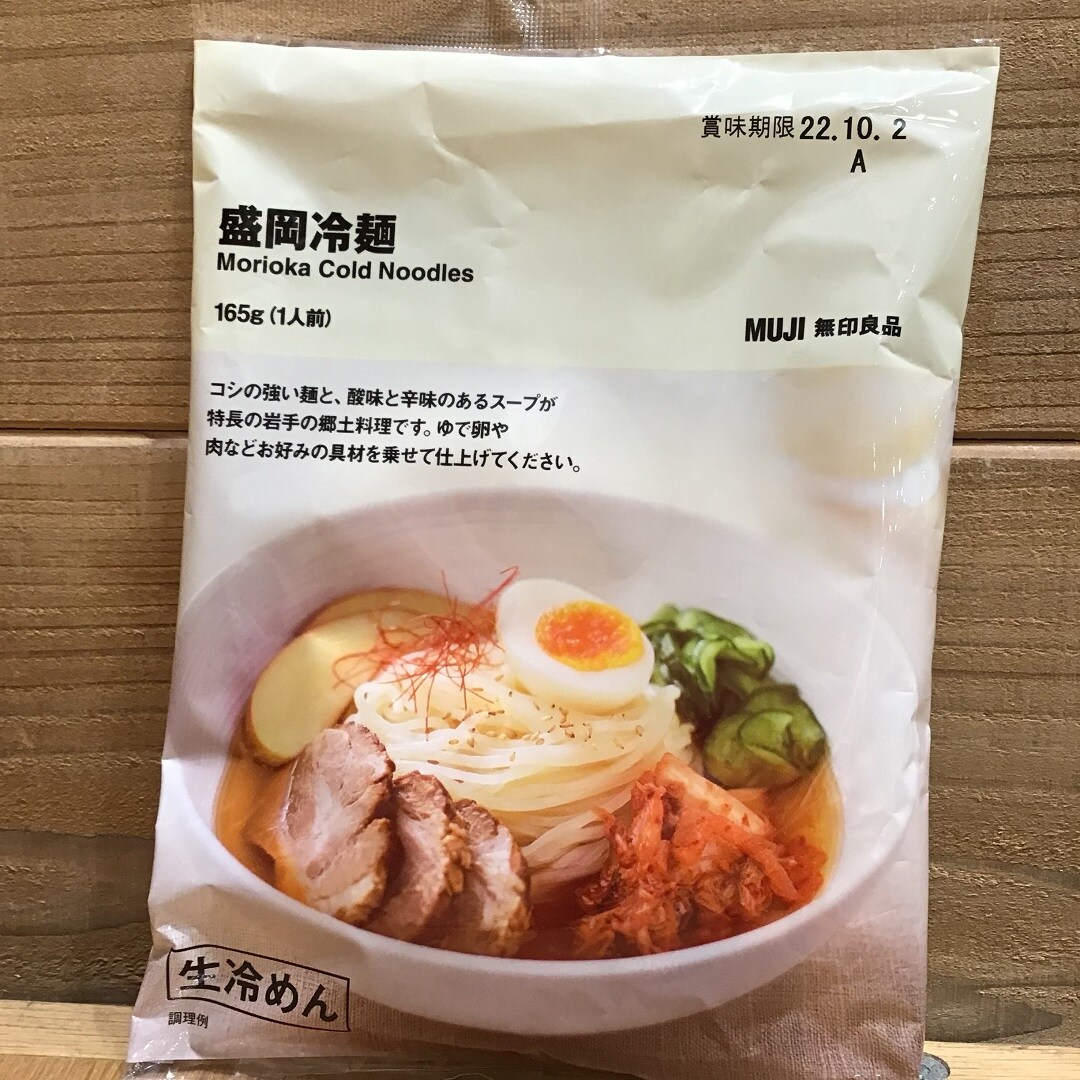 賞味期限 22.10. 2
A
盛岡冷麺
Morioka Cold Noodles
165g(1人前)
MUJI 無印良品
コシの強い麺と、酸味と辛味のあるスープが
特長の岩手の郷土料理です。ゆで卵や
肉などお好みの具材を乗せて仕上げてください。
生冷めん
調理例